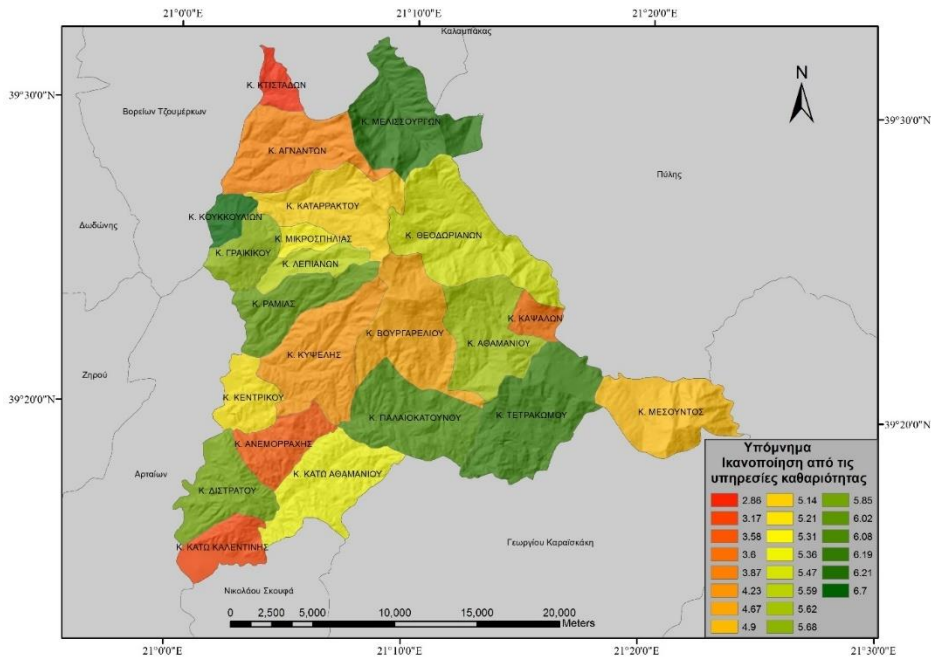 21°0'0"E
21°10'0"E
21°20'0"E
Καλαμπάκας
N
39°30'0"N
39°30'0"N
Κ. ΚΤΙΣΤΑΔΩΝ
Βορείων Τζουμέρκων
Κ. ΜΕΛΙΣΣΟΥΡΓΩΝ
Κ. ΑΓΝΑΝΤΩΝ
Πύλης
Κ. ΚΑΤΑΡΡΑΚΤΟΥ
Κ. ΚΟΥΚΚΟΥΛΙΩΝ
Δωδώνης
Κ. ΜΙΚΡΟΣΠΗΛΙΑΣ
Κ. ΘΕΟΔΩΡΙΑΝΩΝ
Κ. ΓΡΑΙΚΙΚΟΥ
Κ. ΛΕΠΙΑΝΩΝ
Κ. ΡΑΜΙΑΣ
Κ. ΚΑΨΑΛΩΝ
Κ. ΒΟΥΡΓΑΡΕΛΙΟΥ
Κ. ΑΘΑΜΑΝΙΟΥ
Κ. ΚΥΨΕΛΗΣ
Ζηρού
39°20'0"N
Κ. ΚΕΝΤΡΙΚΟΥ
Κ. ΜΕΣΟΥΝΤΟΣ
Κ. ΠΑΛΑΙΟΚΑΤΟΥΝΟΥ
Κ. ΤΕΤΡΑΚΩΜΟΥ
39°20'0"N
Κ. ΑΝΕΜΟΡΡΑΧΗΣ
Αρταίων
Κ. ΚΑΤΩ ΑΘΑΜΑΝΙΟΥ
Κ. ΔΙΣΤΡΑΤΟΥ
Γεωργίου Καραϊσκάκη
Κ. ΚΑΤΩ ΚΑΛΕΝΤΙΝΗΣ
Νικολάου Σκουφά
Υπόμνημα
Ικανοποίηση από τις
υπηρεσίες καθαριότητας
2.86 5.14 5.85
3.17 5.21 6.02
3.58 5.31 6.08
3.6 5.36 6.19
3.87 5.47 6.21
4.23 5.59 6.7
4.67 5.62
4.9 5.68
0 2,500 5,000 10,000 15,000 20,000
Meters
21°0'0"E
21°10'0"E
21°20'0"E
21°30'0"E